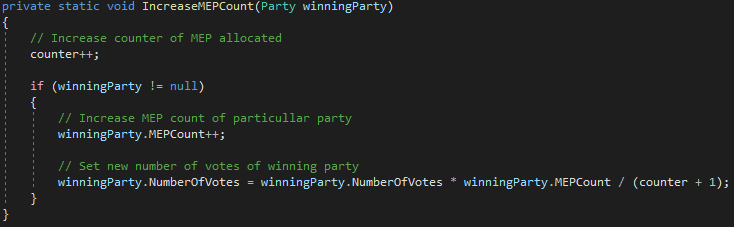 private static void IncreaseMEPCount(Party winningParty)
{
// Increase counter of MEP allocated
counter++;
if (winningParty != null)
{
// Increase MEP count of particullar party
winningParty.MEPCount++;
// Set new number of votes of winning party
winningParty.NumberOfVotes = winningParty.NumberOfVotes * winningParty.MEPCount / (counter + 1);
}
}